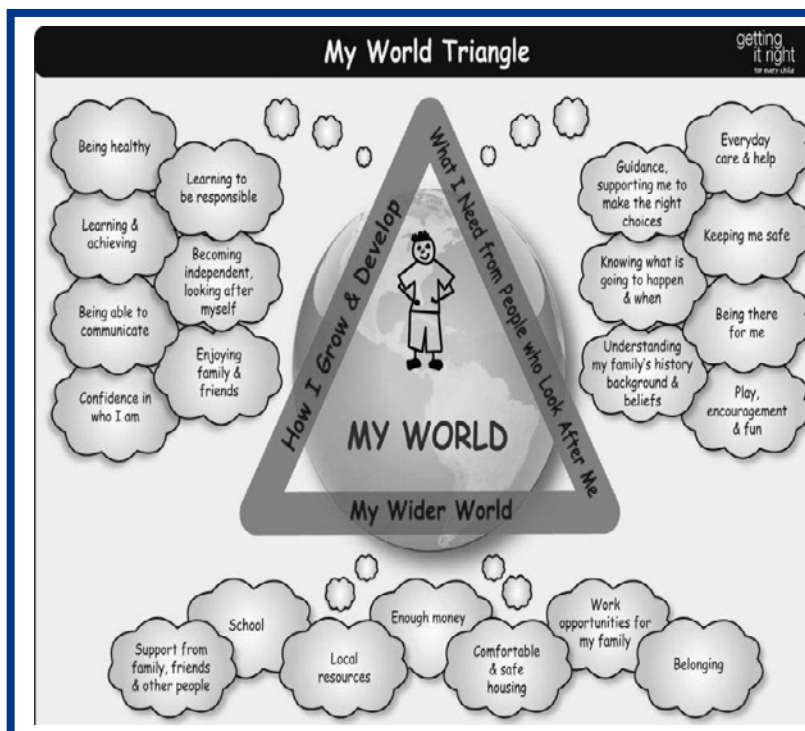 My World Triangle
getting
it right
for every child
Being healthy
Learning to
be responsible
Learning &
achieving
Becoming
independent,
looking after
myself
Being able to
communicate
Enjoying
family &
friends
Confidence in
who I am
How I Grow & Develop
What I Need from People who Look After Me
MY WORLD
My Wider World
Everyday
care & help
Guidance,
supporting me to
make the right
choices
Keeping me safe
Knowing what is
going to happen
& when
Being there
for me
Understanding
my family's history
background &
beliefs
Play,
encouragement
& fun
Support from
family, friends
& other people
School
Local
resources
Enough money
Comfortable
& safe
housing
Work
opportunities for
my family
Belonging